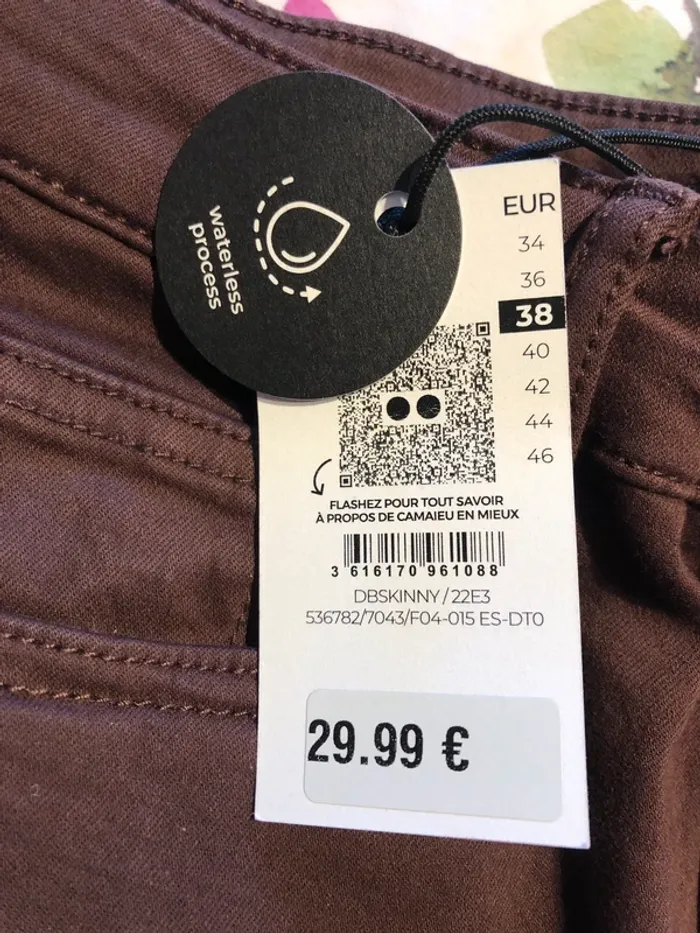 waterless
process
EUR
34
36
38
40
42
44
46
FLASHEZ POUR TOUT SAVOIR
À PROPOS DE CAMAIEU EN MIEUX
3 616170 961088
DBSKINNY / 22E3
536782/7043/F04-015 ES-DT0
29.99 €